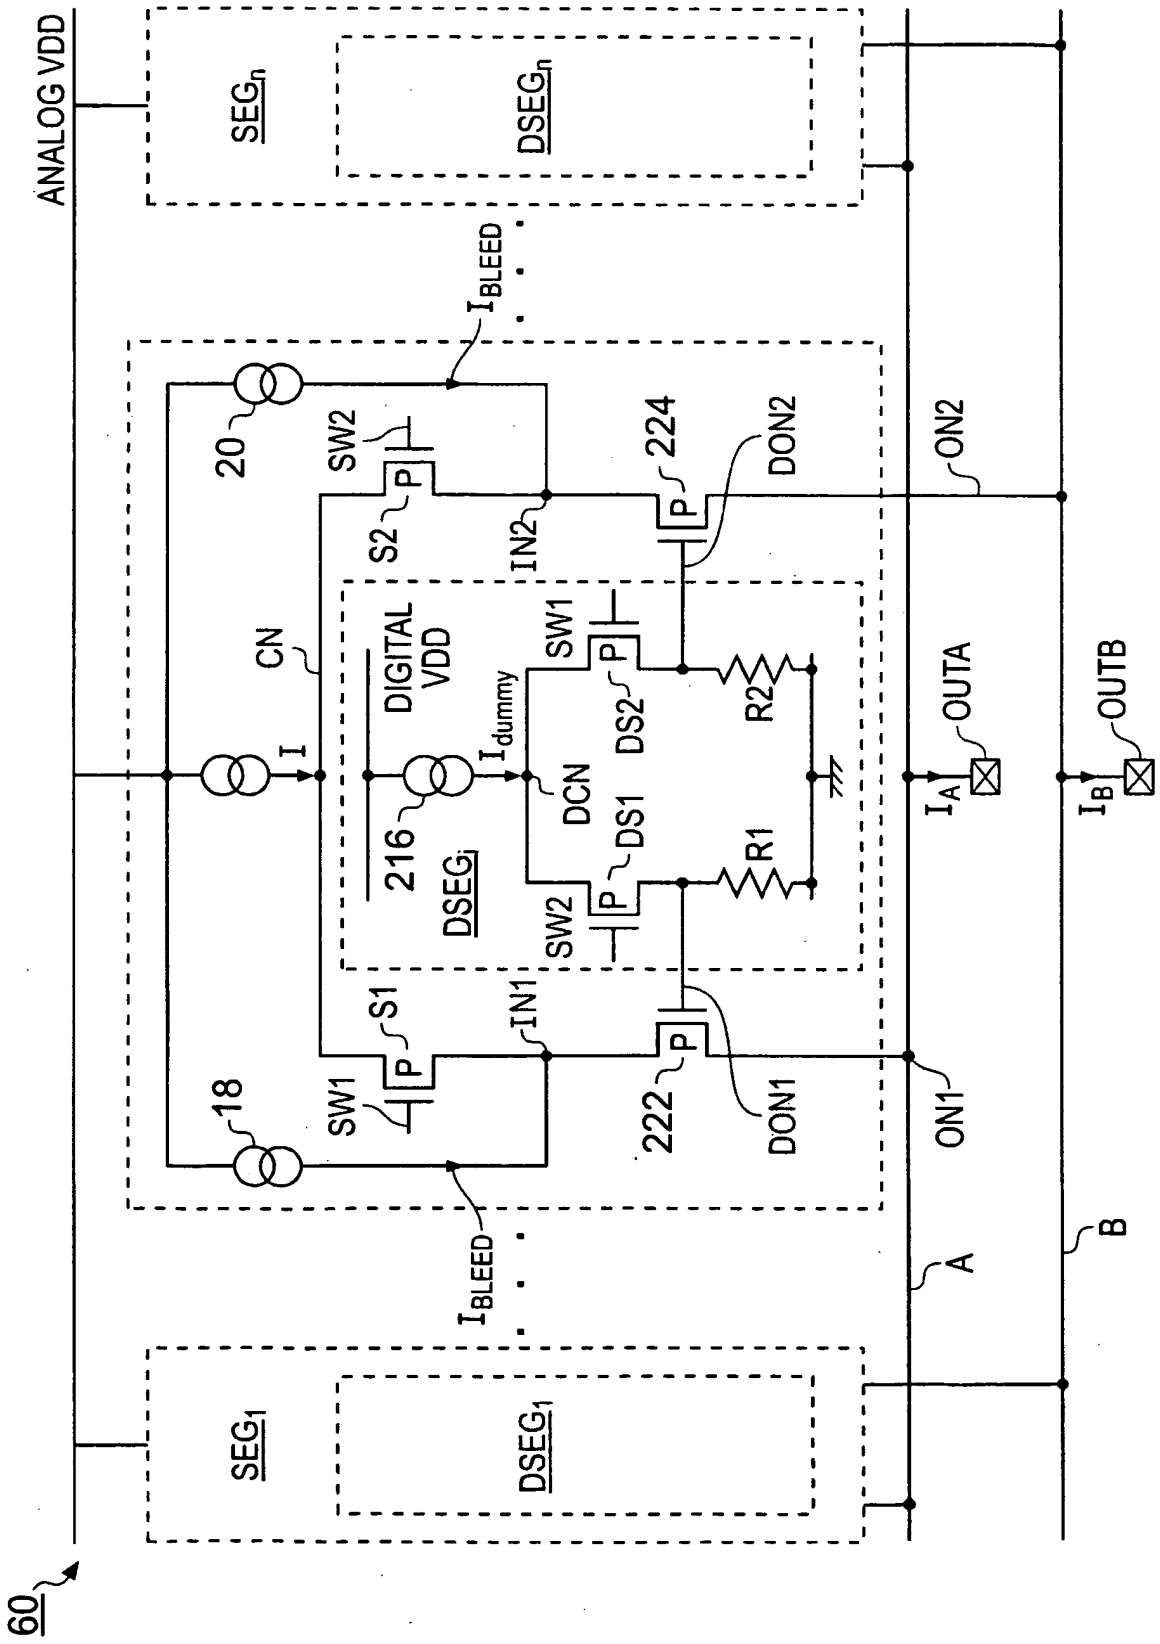 60
ANALOG VDD
SEG1
DSEG1
SEGn
DSEGn
18
20
IBLEED
IBLEED
I
CN
SW1
S1
SW2
S2
IN1
IN2
DIGITAL
VDD
216
Idummy
DSEGi
DCN
SW2
DS1
SW1
DS2
R1
R2
P
P
P
P
P
P
222
224
DON1
DON2
ON1
ON2
A
B
IA
OUTA
IB
OUTB